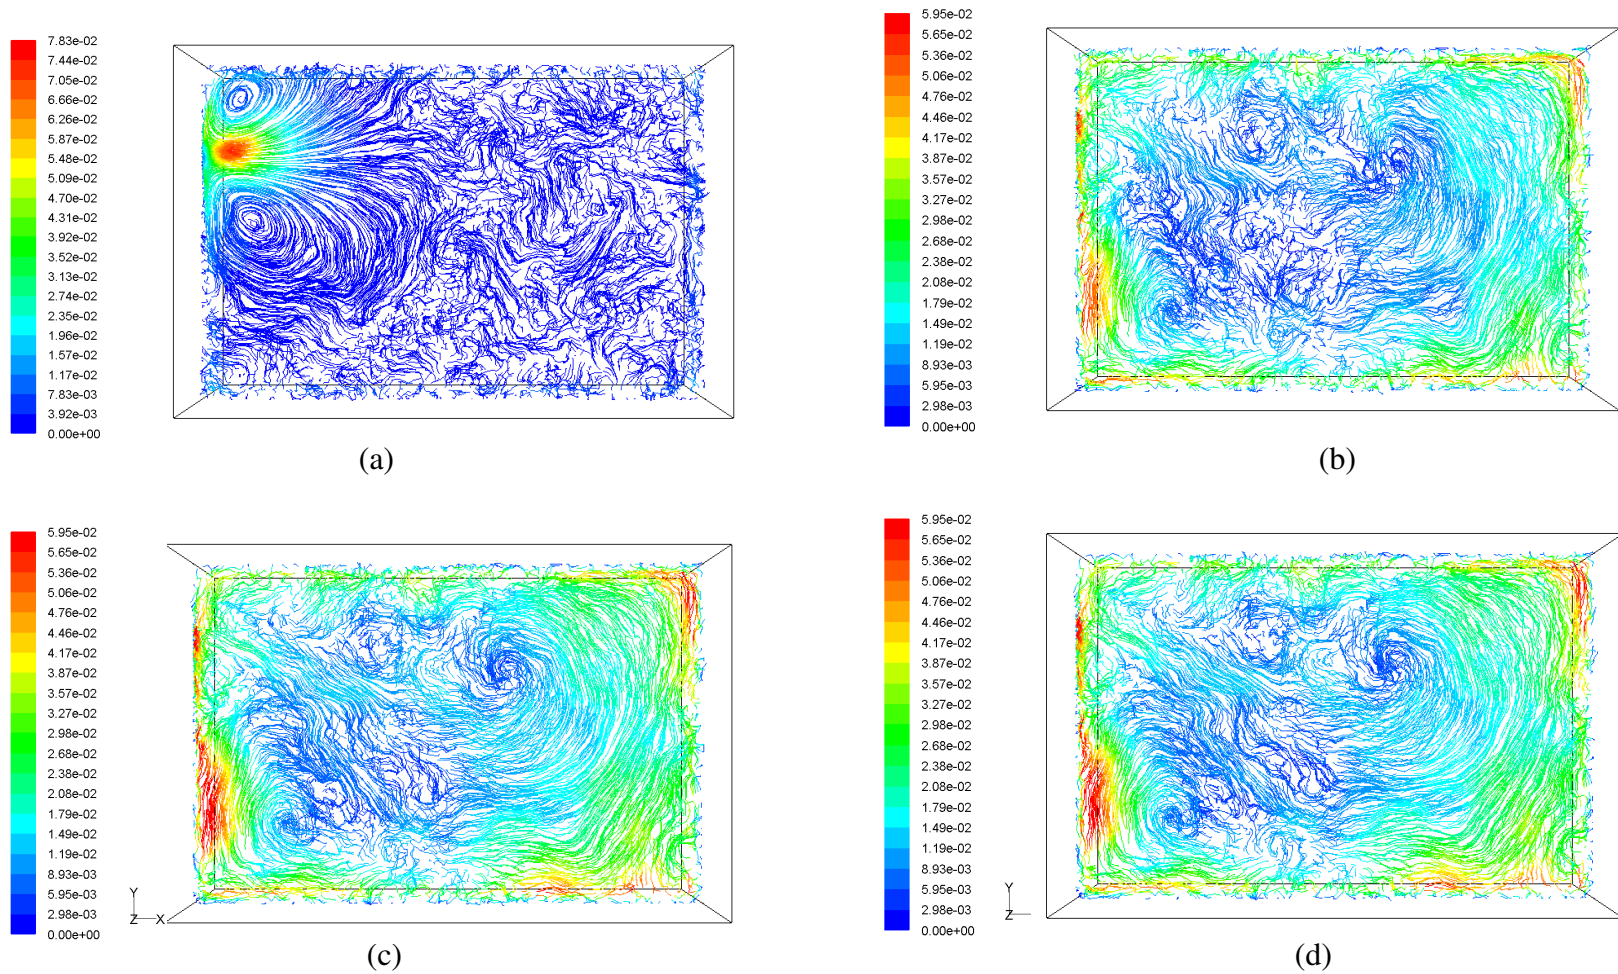 7.83e-02
7.44e-02
7.05e-02
6.66e-02
6.26e-02
5.87e-02
5.48e-02
5.09e-02
4.70e-02
4.31e-02
3.92e-02
3.52e-02
3.13e-02
2.74e-02
2.35e-02
1.96e-02
1.57e-02
1.17e-02
7.83e-03
3.92e-03
0.00e+00
(a)
5.95e-02
5.65e-02
5.36e-02
5.06e-02
4.76e-02
4.46e-02
4.17e-02
3.87e-02
3.57e-02
3.27e-02
2.98e-02
2.68e-02
2.38e-02
2.08e-02
1.79e-02
1.49e-02
1.19e-02
8.93e-03
5.95e-03
2.98e-03
0.00e+00
(b)
5.95e-02
5.65e-02
5.36e-02
5.06e-02
4.76e-02
4.46e-02
4.17e-02
3.87e-02
3.57e-02
3.27e-02
2.98e-02
2.68e-02
2.38e-02
2.08e-02
1.79e-02
1.49e-02
1.19e-02
8.93e-03
5.95e-03
2.98e-03
0.00e+00
Y
Z X
(c)
5.95e-02
5.65e-02
5.36e-02
5.06e-02
4.76e-02
4.46e-02
4.17e-02
3.87e-02
3.57e-02
3.27e-02
2.98e-02
2.68e-02
2.38e-02
2.08e-02
1.79e-02
1.49e-02
1.19e-02
8.93e-03
5.95e-03
2.98e-03
0.00e+00
Y
Z
(d)